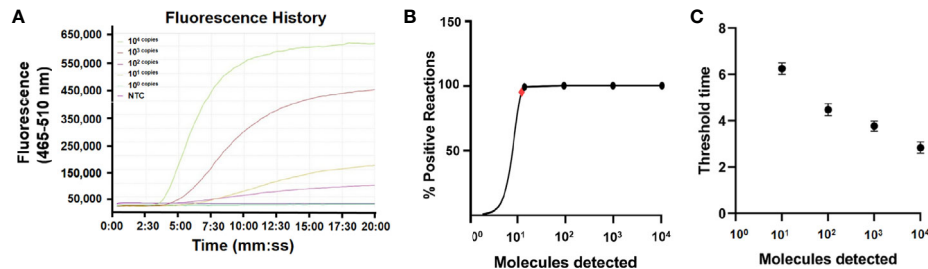 A
Fluorescence History
650,000
550,000
450,000
350,000
250,000
150,000
50,000
Fluorescence
(465-510 nm)
10⁴ copies
10³ copies
10² copies
10¹ copies
10⁰ copies
NTC
0:00 2:30 5:00 7:30 10:00 12:30 15:00 17:30 20:00
Time (mm:ss)
B
150
100
50
% Positive Reactions
10⁰ 10¹ 10² 10³ 10⁴
Molecules detected
C
8
6
4
2
0
Threshold time
10⁰ 10¹ 10² 10³ 10⁴
Molecules detected